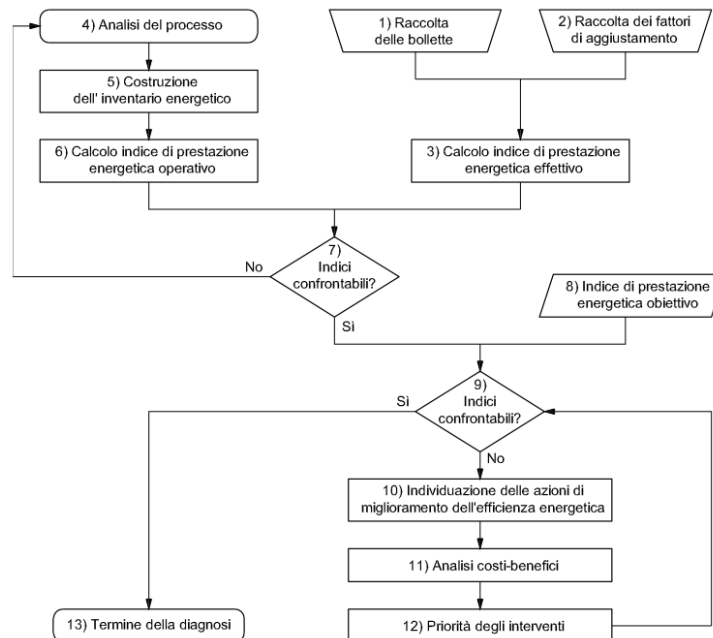 4) Analisi del processo
1) Raccolta
delle bollette
2) Raccolta dei fattori
di aggiustamento
5) Costruzione
dell' inventario energetico
6) Calcolo indice di prestazione
energetica operativo
3) Calcolo indice di prestazione
energetica effettivo
7)
Indici
confrontabili?
No
Sì
8) Indice di prestazione
energetica obiettivo
9)
Indici
confrontabili?
Sì
No
10) Individuazione delle azioni di
miglioramento dell'efficienza energetica
11) Analisi costi-benefici
13) Termine della diagnosi
12) Priorità degli interventi